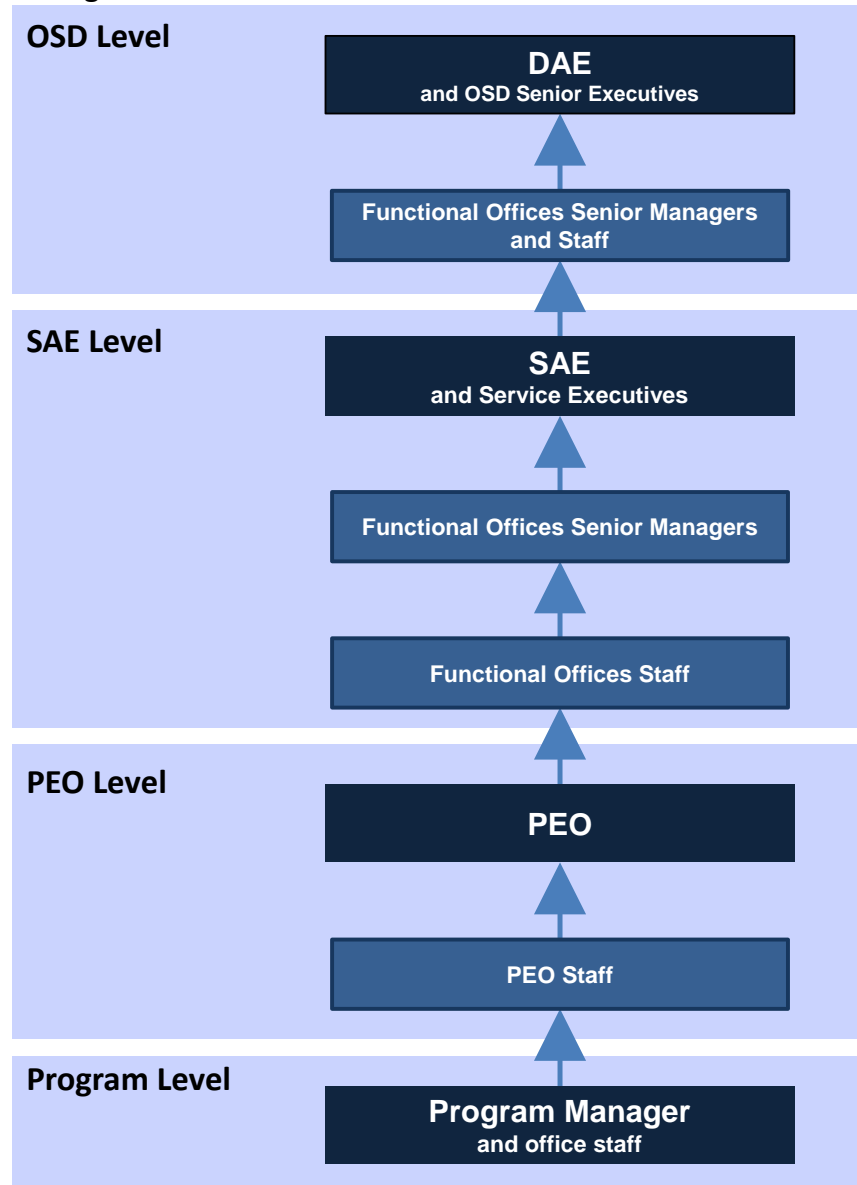 OSD Level
DAE
and OSD Senior Executives
Functional Offices Senior Managers
and Staff
SAE Level
SAE
and Service Executives
Functional Offices Senior Managers
Functional Offices Staff
PEO Level
PEO
PEO Staff
Program Level
Program Manager
and office staff